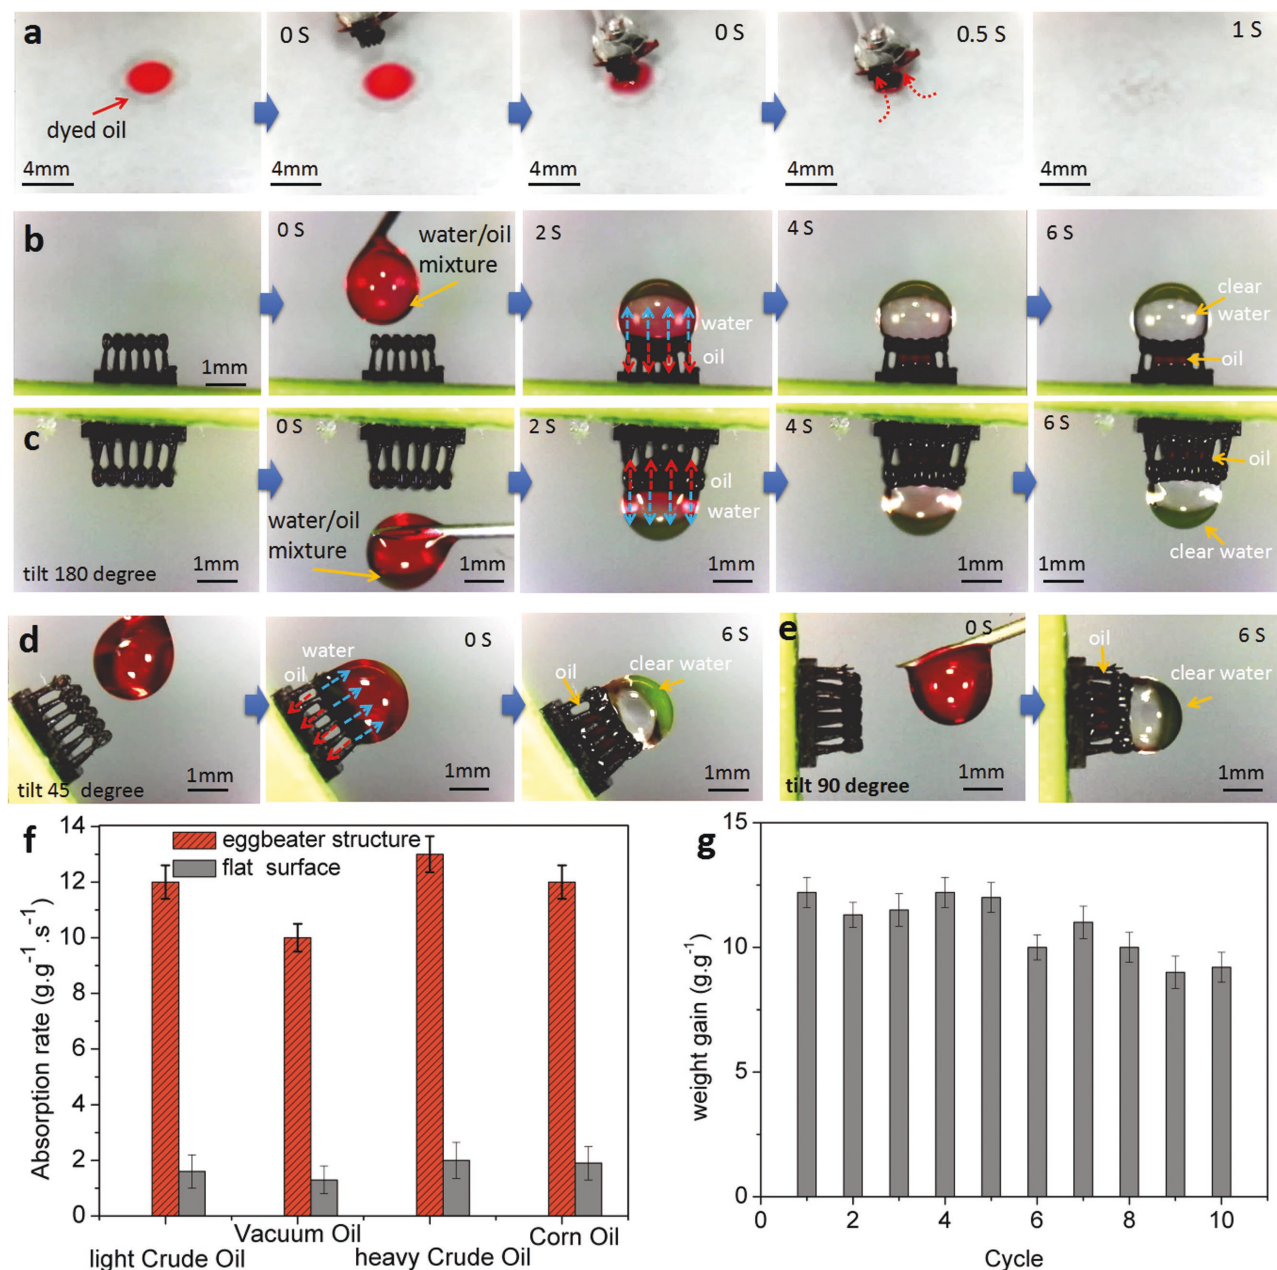 a
0 S
0 S
0.5 S
1 S
dyed oil
4mm
4mm
4mm
4mm
4mm
b
0 S
2 S
4 S
6 S
water/oil
mixture
water
oil
clear
water
oil
1mm
c
0 S
2 S
4 S
6 S
oil
water
oil
water/oil
mixture
clear water
tilt 180 degree
1mm
1mm
1mm
1mm
1mm
d
0 S
6 S
e
0 S
6 S
water
oil
clear water
oil
oil
clear water
tilt 45 degree
1mm
1mm
1mm
tilt 90 degree
1mm
1mm
f
eggbeater structure
flat surface
Absorption rate (g.g⁻¹.s⁻¹)
14
12
10
8
6
4
2
0
light Crude Oil
Vacuum Oil
heavy Crude Oil
Corn Oil
g
weight gain (g.g⁻¹)
15
10
5
0
0 2 4 6 8 10
Cycle